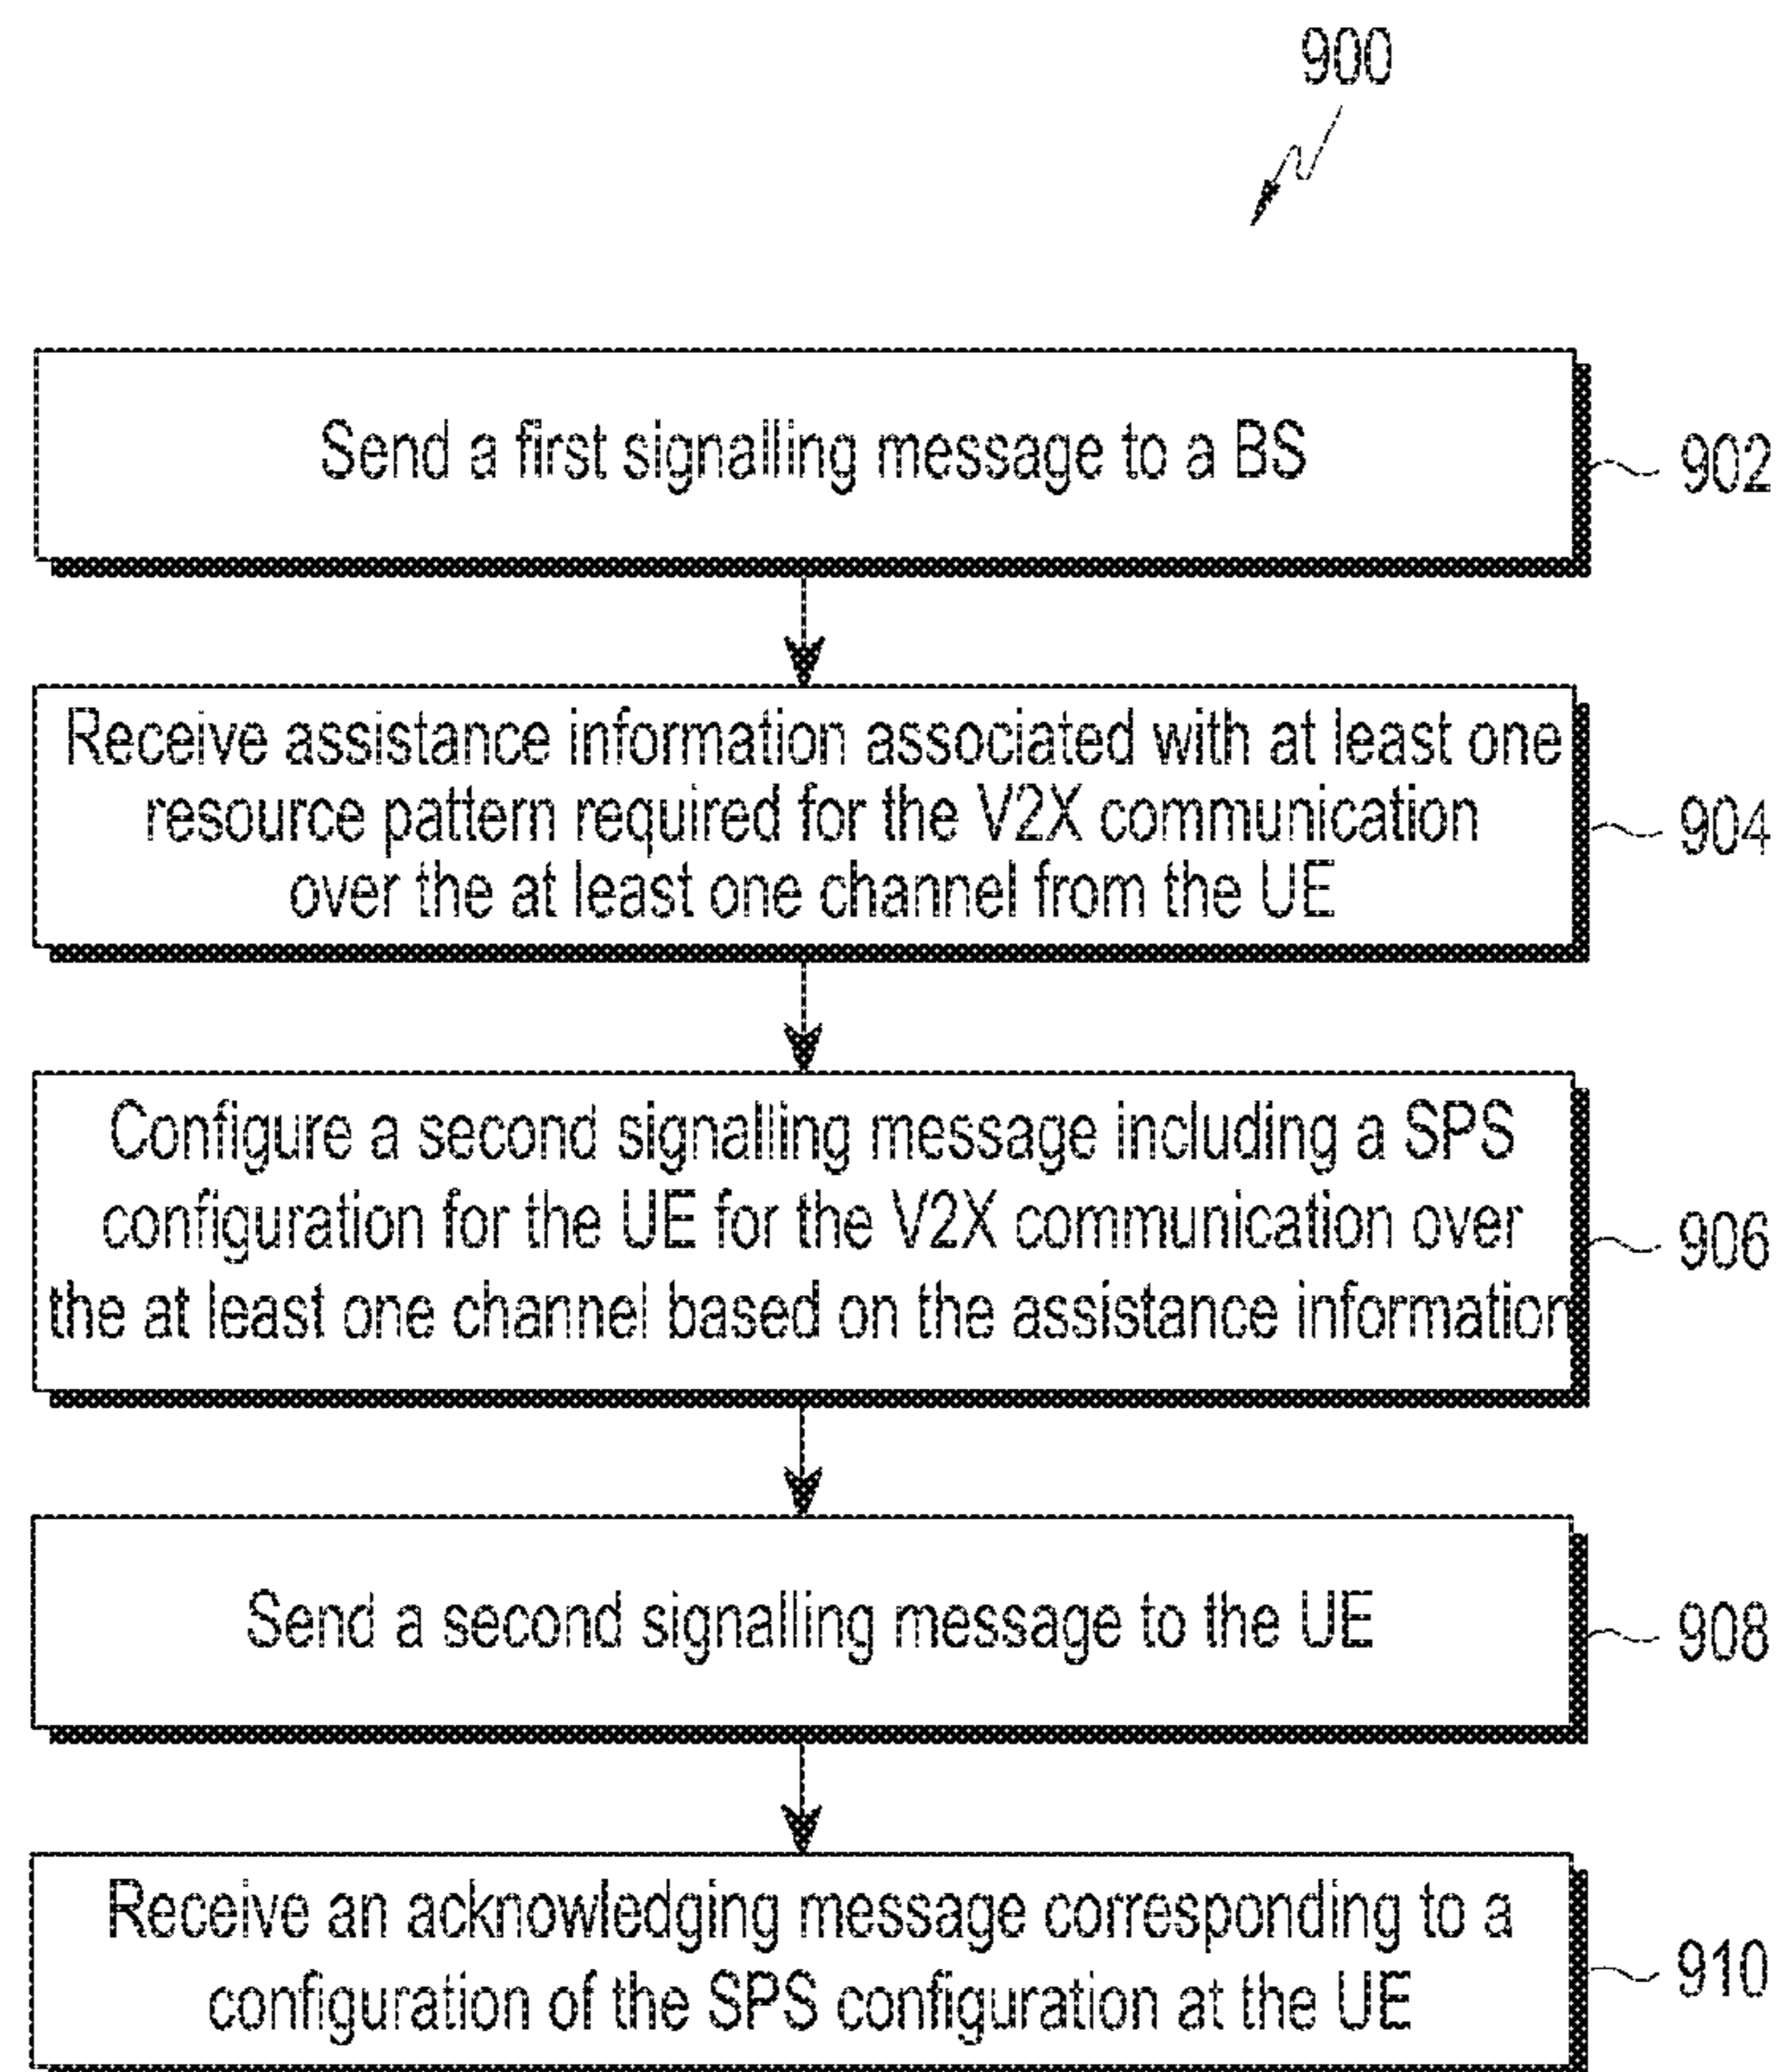 900
Send a first signalling message to a BS
902
Receive assistance information associated with at least one
resource pattern required for the V2X communication
over the at least one channel from the UE
904
Configure a second signalling message including a SPS
configuration for the UE for the V2X communication over
the at least one channel based on the assistance information
906
Send a second signalling message to the UE
908
Receive an acknowledging message corresponding to a
configuration of the SPS configuration at the UE
910